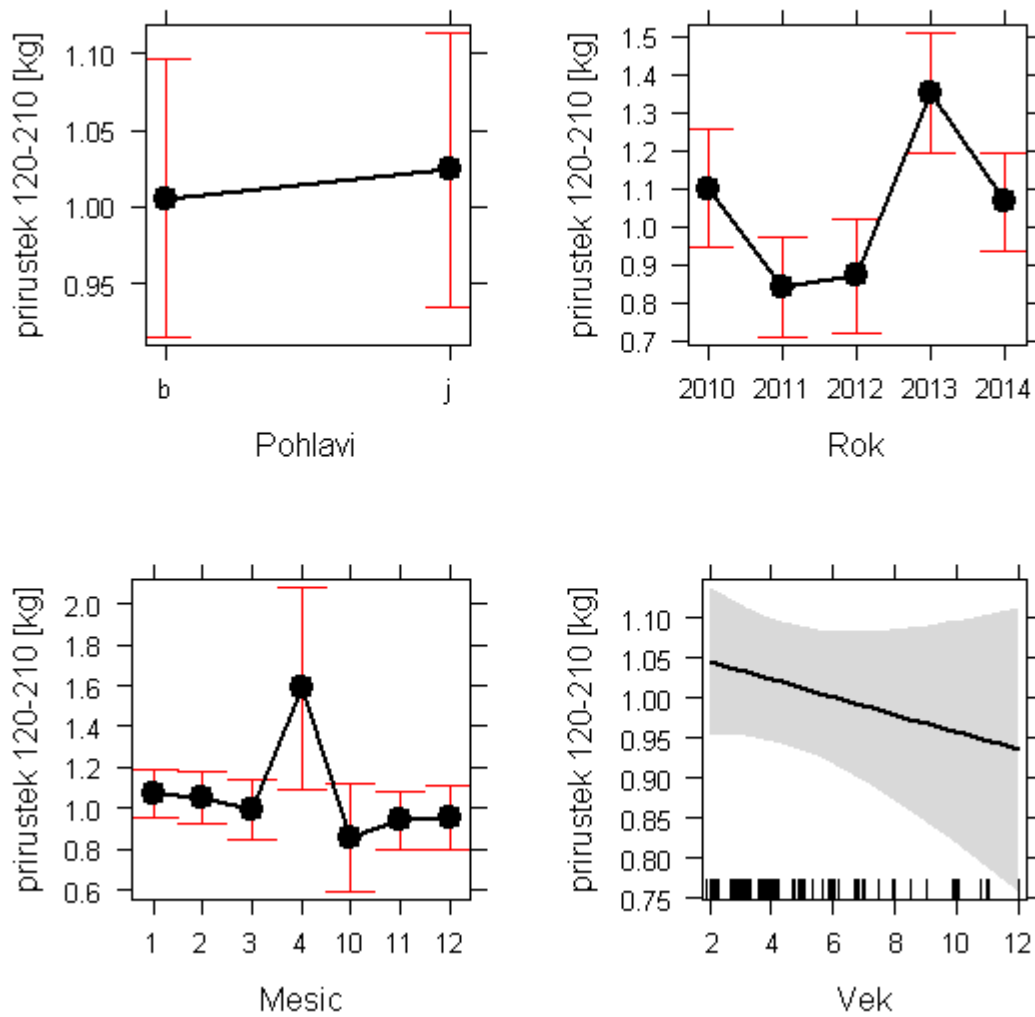 prirustek 120-210 [kg]
1.10
1.05
1.00
0.95
b j
Pohlavi
prirustek 120-210 [kg]
1.5
1.4
1.3
1.2
1.1
1.0
0.9
0.8
0.7
2010 2011 2012 2013 2014
Rok
prirustek 120-210 [kg]
2.0
1.8
1.6
1.4
1.2
1.0
0.8
0.6
1 2 3 4 10 11 12
Mesic
prirustek 120-210 [kg]
1.10
1.05
1.00
0.95
0.90
0.85
0.80
0.75
2 4 6 8 10 12
Vek